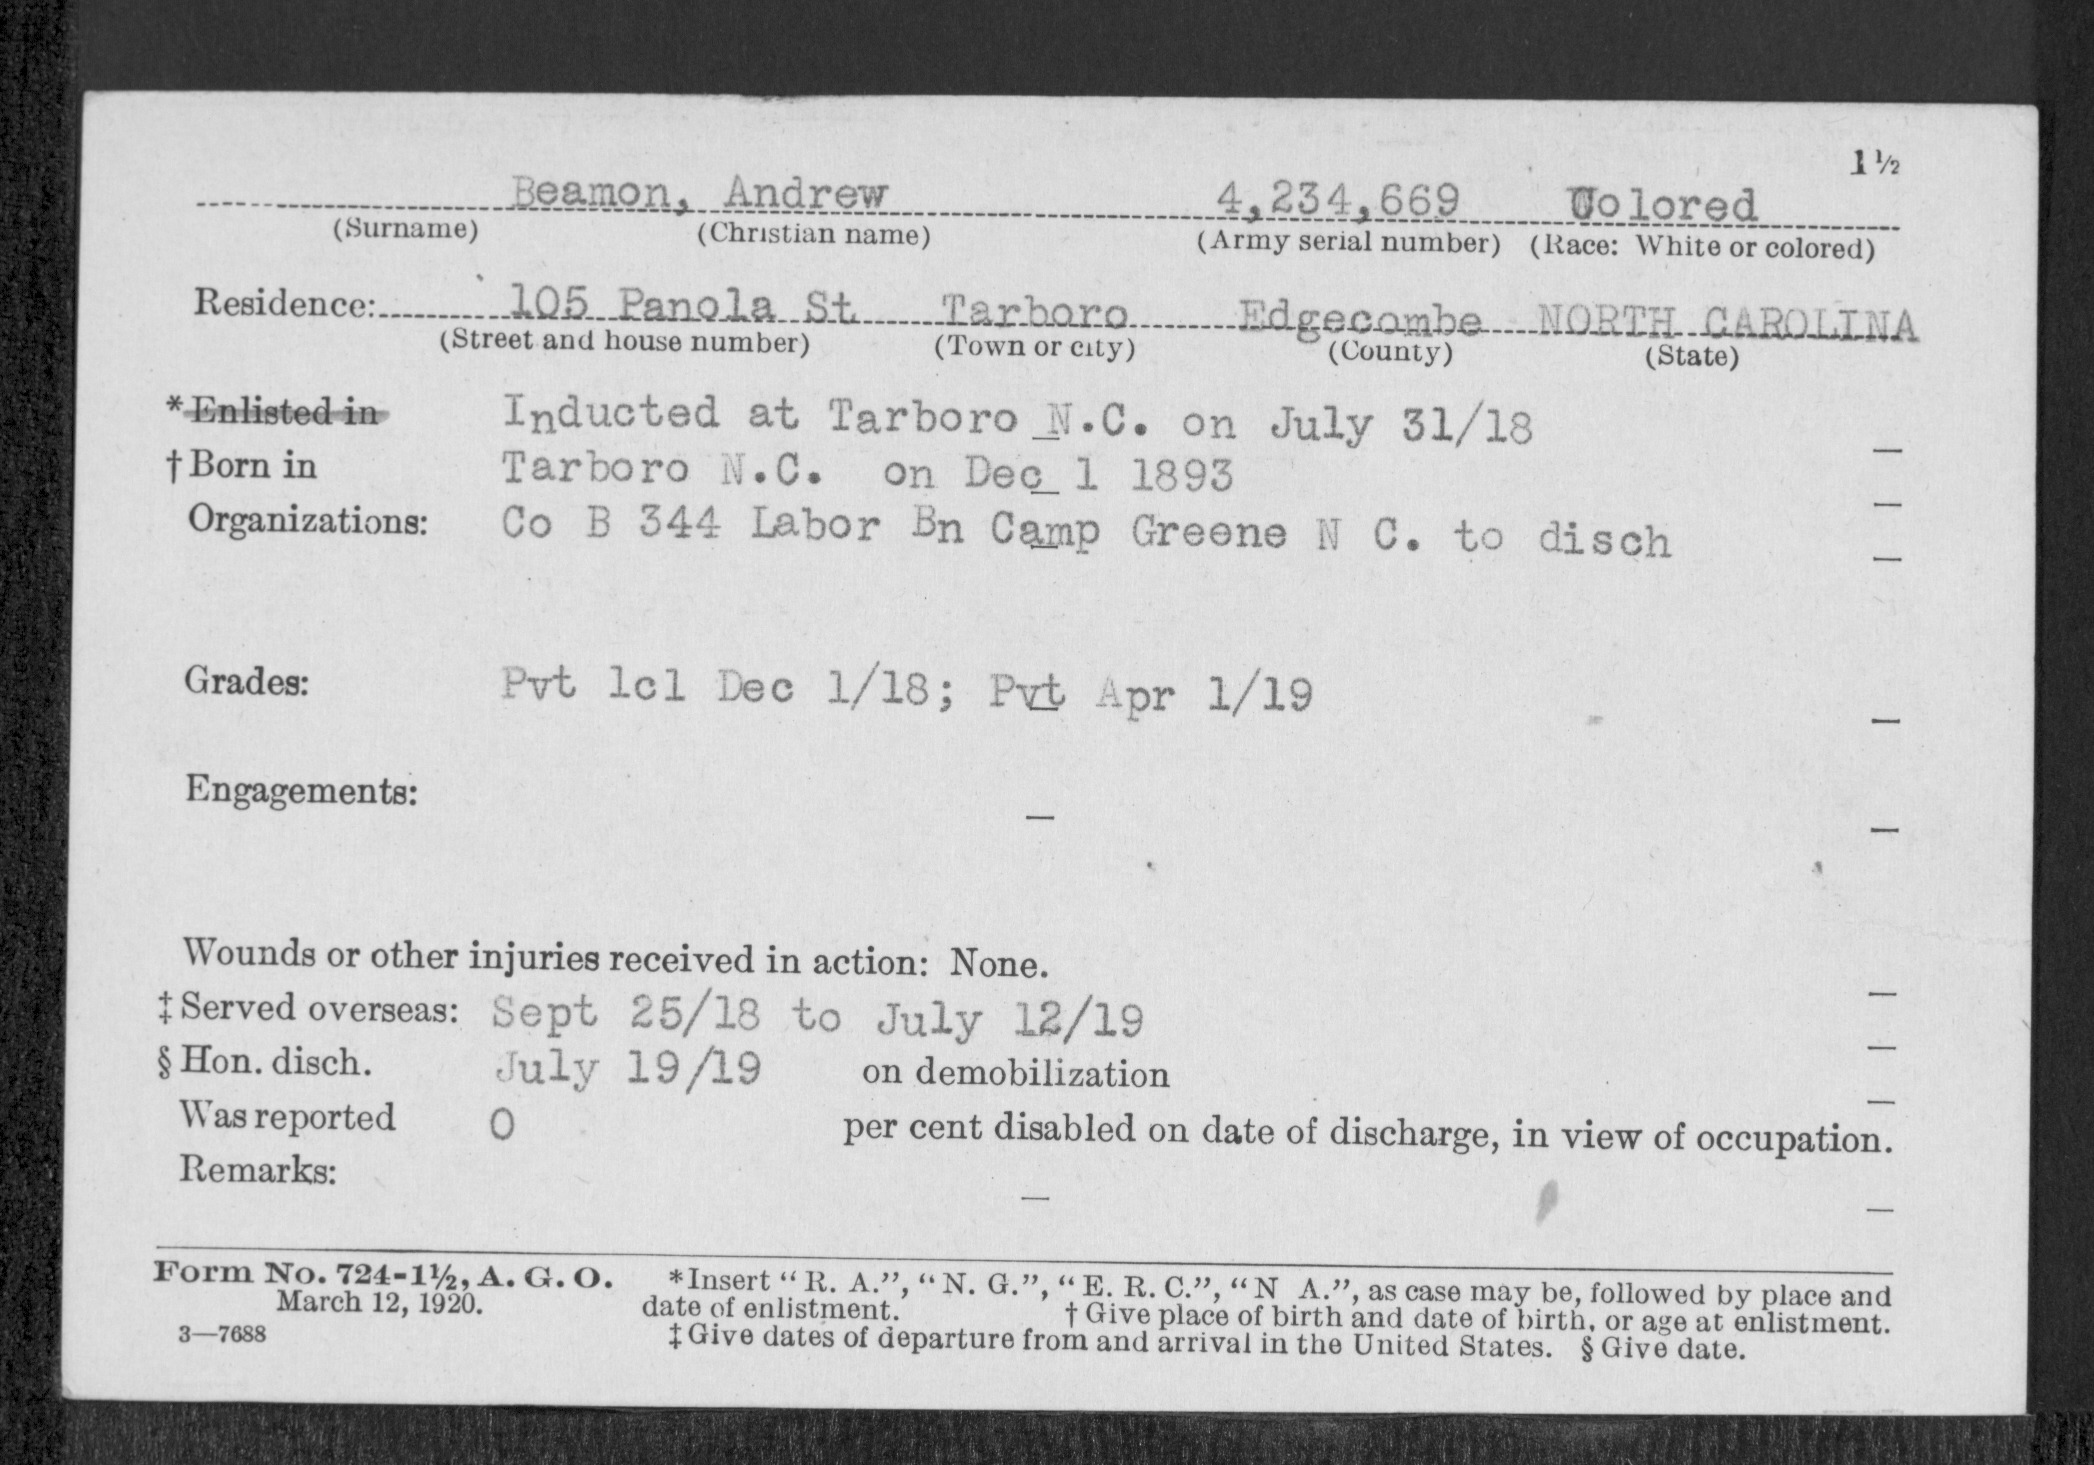 1½
Beamon, Andrew 4,234,669 Colored
(Surname) (Christian name) (Army serial number) (Race: White or colored)
Residence: 105 Panola St Tarboro Edgecombe NORTH CAROLINA
(Street and house number) (Town or city) (County) (State)
* Enlisted in Inducted at Tarboro N.C. on July 31/18 —
† Born in Tarboro N.C. on Dec 1 1893 —
Organizations: Co B 344 Labor Bn Camp Greene N C. to disch —
Grades: Pvt 1cl Dec 1/18; Pvt Apr 1/19 —
Engagements: — —
Wounds or other injuries received in action: None. —
‡ Served overseas: Sept 25/18 to July 12/19 —
§ Hon. disch. July 19/19 on demobilization —
Was reported 0 per cent disabled on date of discharge, in view of occupation.
Remarks: — —
Form No. 724-1½, A. G. O. *Insert “R. A.”, “N. G.”, “E. R. C.”, “N A.”, as case may be, followed by place and
March 12, 1920. date of enlistment. † Give place of birth and date of birth, or age at enlistment.
3—7688 ‡ Give dates of departure from and arrival in the United States. § Give date.